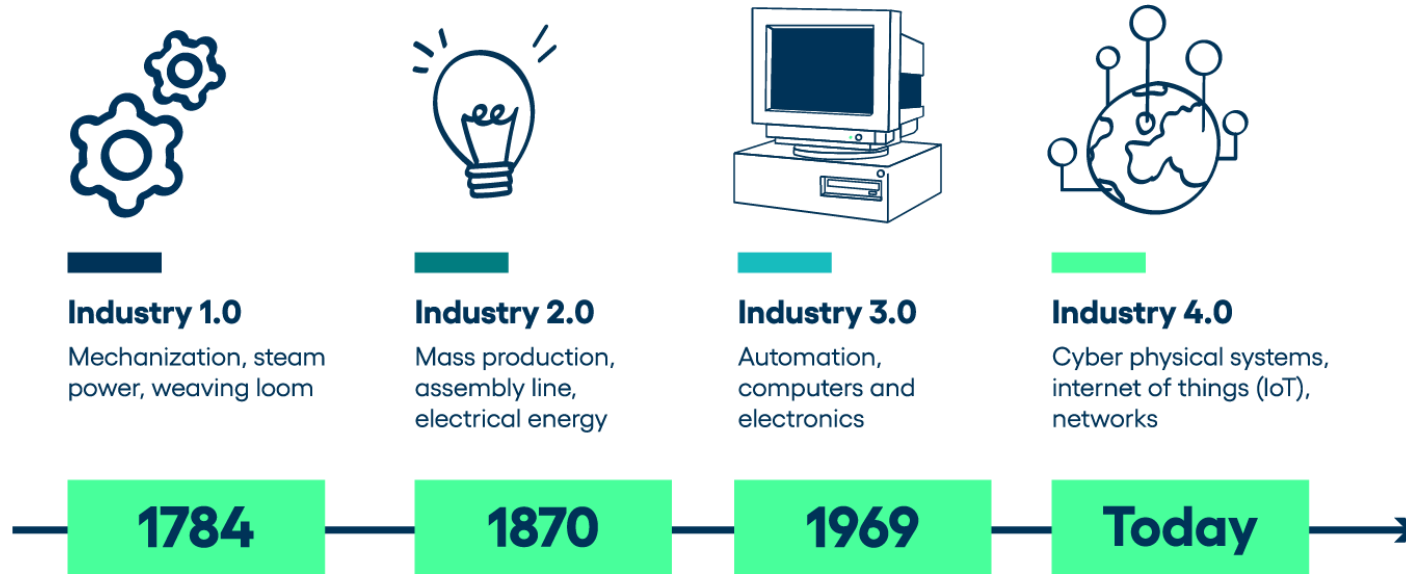 Industry 1.0
Mechanization, steam
power, weaving loom
Industry 2.0
Mass production,
assembly line,
electrical energy
Industry 3.0
Automation,
computers and
electronics
Industry 4.0
Cyber physical systems,
internet of things (IoT),
networks
1784
1870
1969
Today